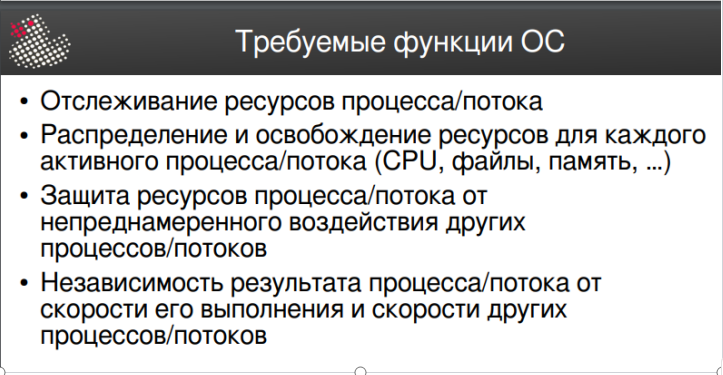 Требуемые функции ОС
• Отслеживание ресурсов процесса/потока
• Распределение и освобождение ресурсов для каждого
активного процесса/потока (CPU, файлы, память, ...)
• Защита ресурсов процесса/потока от
непреднамеренного воздействия других
процессов/потоков
• Независимость результата процесса/потока от
скорости его выполнения и скорости других
процессов/потоков